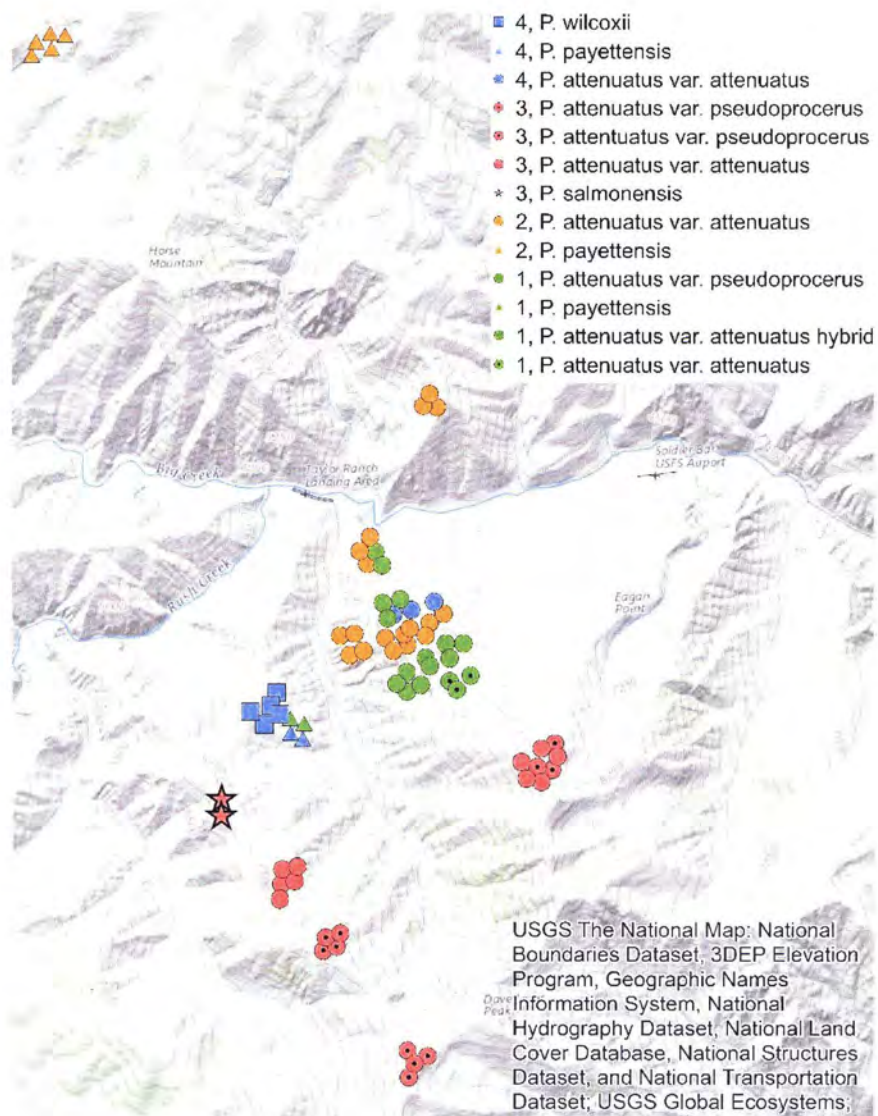 4, P. wilcoxii
4, P. payettensis
4, P. attenuatus var. attenuatus
3, P. attenuatus var. pseudoprocerus
3, P. attentuatus var. pseudoprocerus
3, P. attenuatus var. attenuatus
3, P. salmonensis
2, P. attenuatus var. attenuatus
2, P. payettensis
1, P. attenuatus var. pseudoprocerus
1, P. payettensis
1, P. attenuatus var. attenuatus hybrid
1, P. attenuatus var. attenuatus
Horse
Mountain
Big Creek
Taylor Ranch
Landing Area
Soldier Bar
USFS Airport
Rush Creek
Eagan
Point
USGS The National Map: National
Boundaries Dataset, 3DEP Elevation
Program, Geographic Names
Peak
Information System, National
Hydrography Dataset, National Land
Cover Database, National Structures
Dataset, and National Transportation
Dataset; USGS Global Ecosystems;